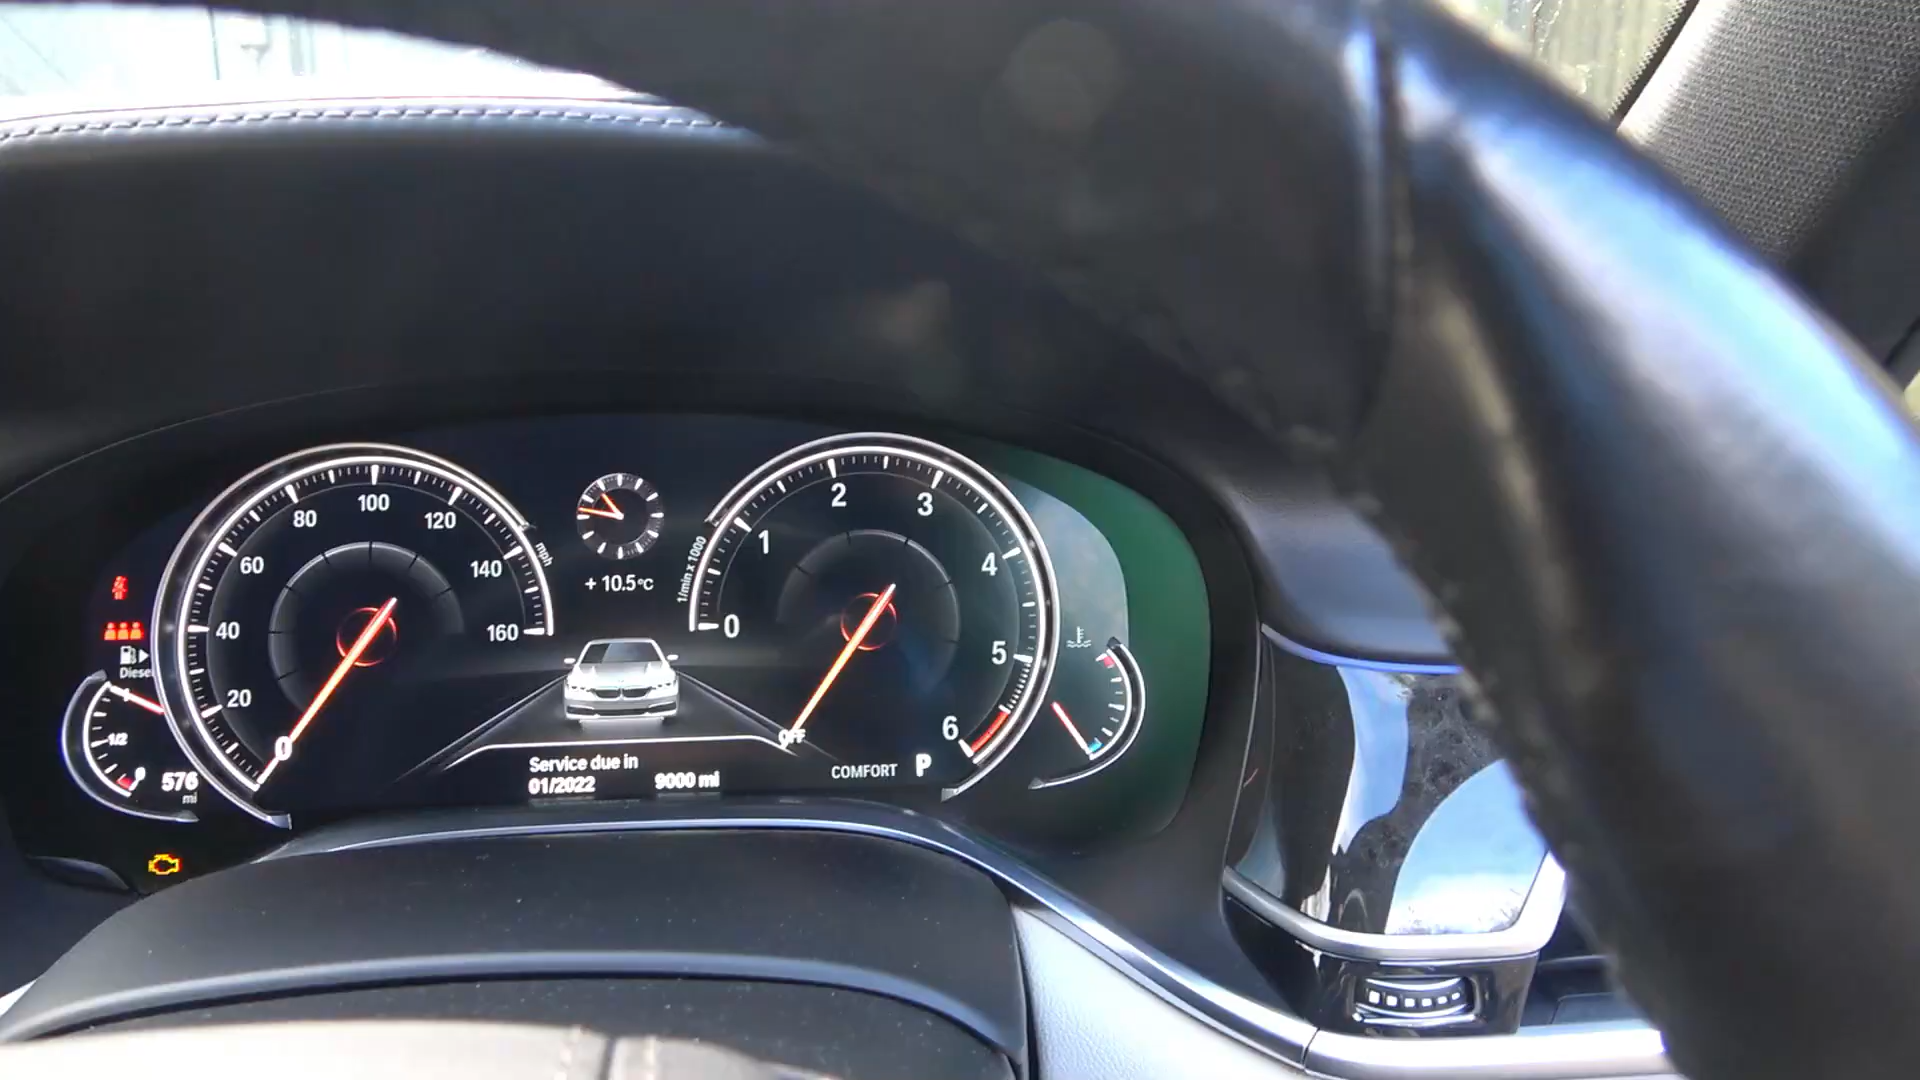 100
80
120
60
140
mph
40
160
20
0
Diesel
1/2
0
576
mi
+ 10.5°C
1/min x 1000
0
1
2
3
4
5
6
OFF
Service due in
01/2022 9000 mi
COMFORT P